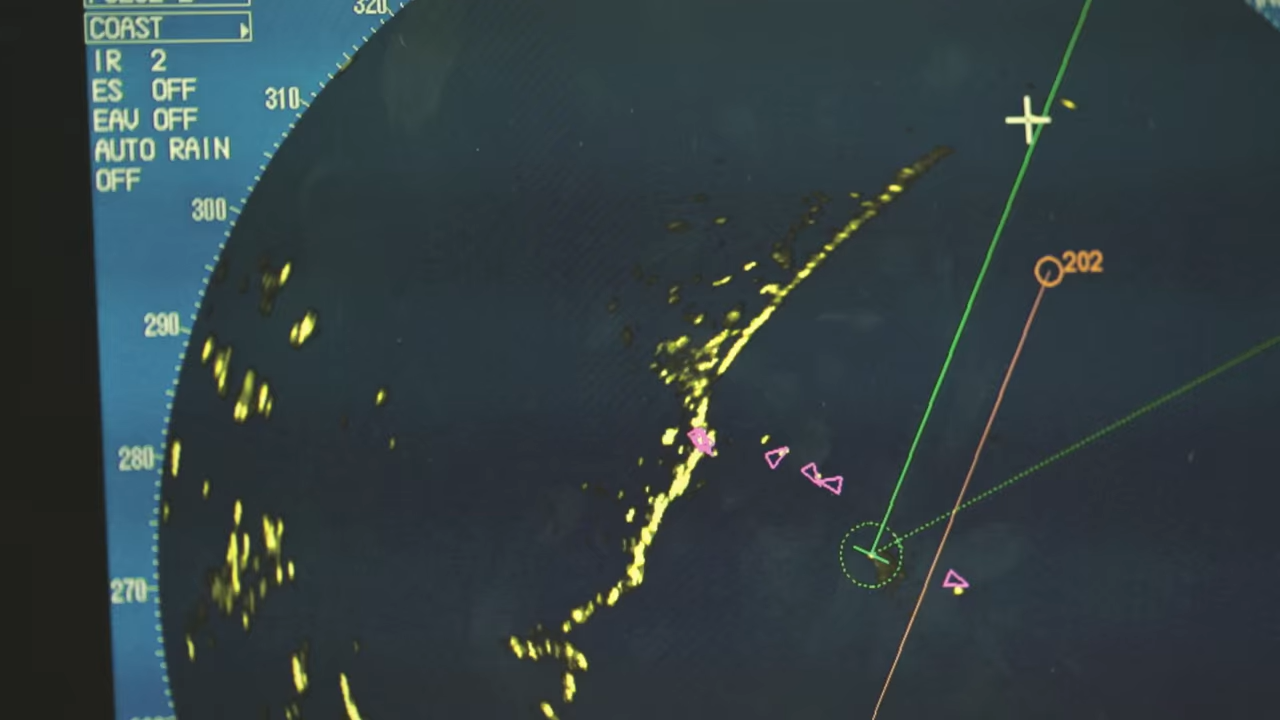 COAST
IR 2
ES OFF
EAV OFF
AUTO RAIN
OFF
320
310
300
290
280
270
202